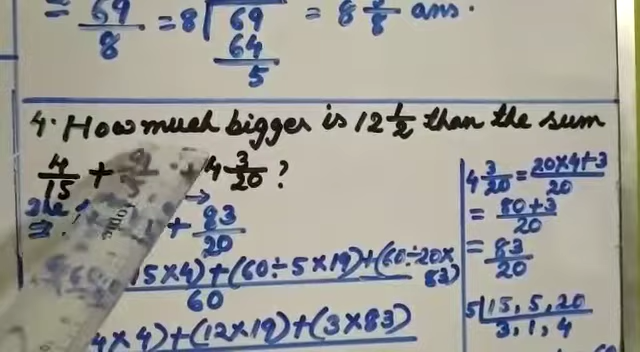 = 69/8 = 8 69 = 8 5/8 ans.
64
5
4. How much bigger is 12 1/2 than the sum
4/15 + + 4 3/20 ?
+ 83/20
5×4) + (60÷5×19) + (60÷20×83)
60
4×4) + (12×19) + (3×83)
4 3/20 = 20×4+3/20
= 80+3/20
= 83/20
5 15, 5, 20
3, 1, 4